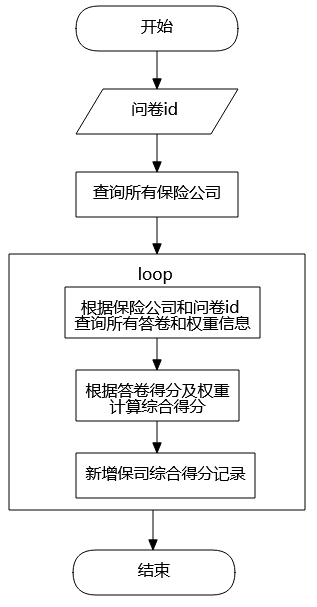 开始
问卷id
查询所有保险公司
loop
根据保险公司和问卷id
查询所有答卷和权重信息
根据答卷得分及权重
计算综合得分
新增保司综合得分记录
结束